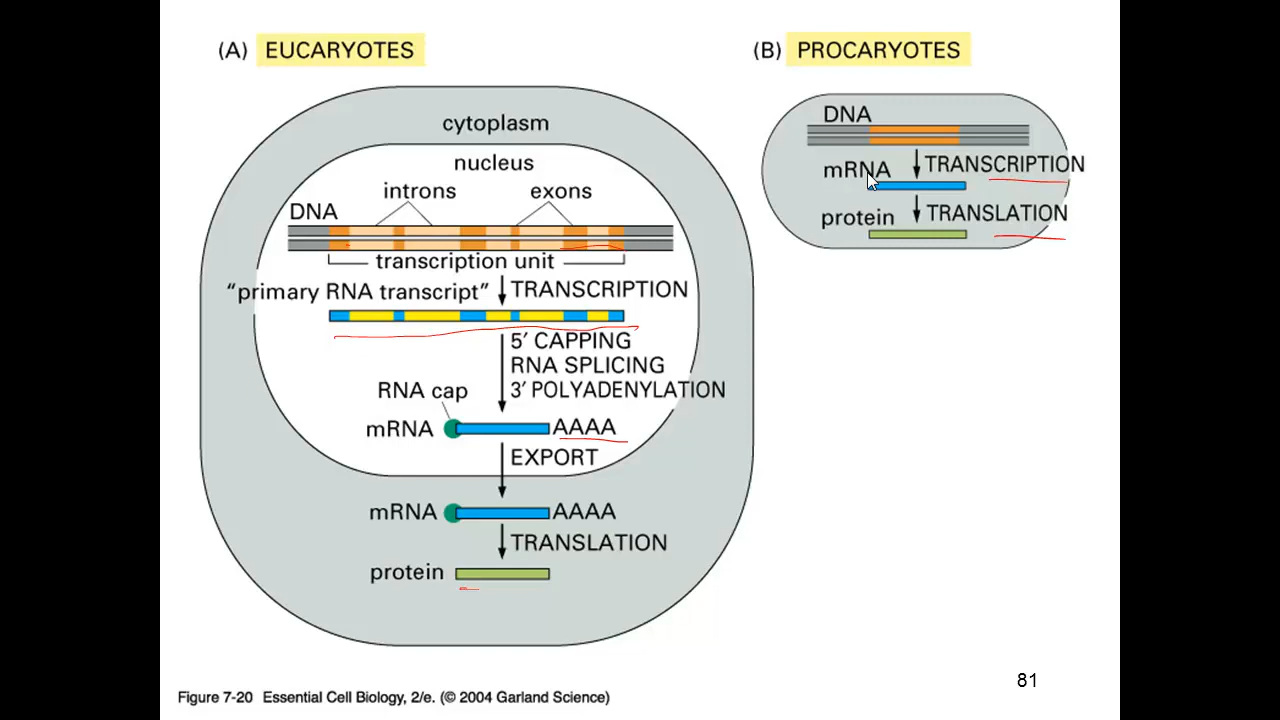 (A) EUCARYOTES
cytoplasm
nucleus
introns exons
DNA
transcription unit
“primary RNA transcript” TRANSCRIPTION
5′ CAPPING
RNA SPLICING
3′ POLYADENYLATION
RNA cap
mRNA AAAA
EXPORT
mRNA AAAA
TRANSLATION
protein
(B) PROCARYOTES
DNA
TRANSCRIPTION
mRNA
TRANSLATION
protein
81
Figure 7-20 Essential Cell Biology, 2/e. (© 2004 Garland Science)